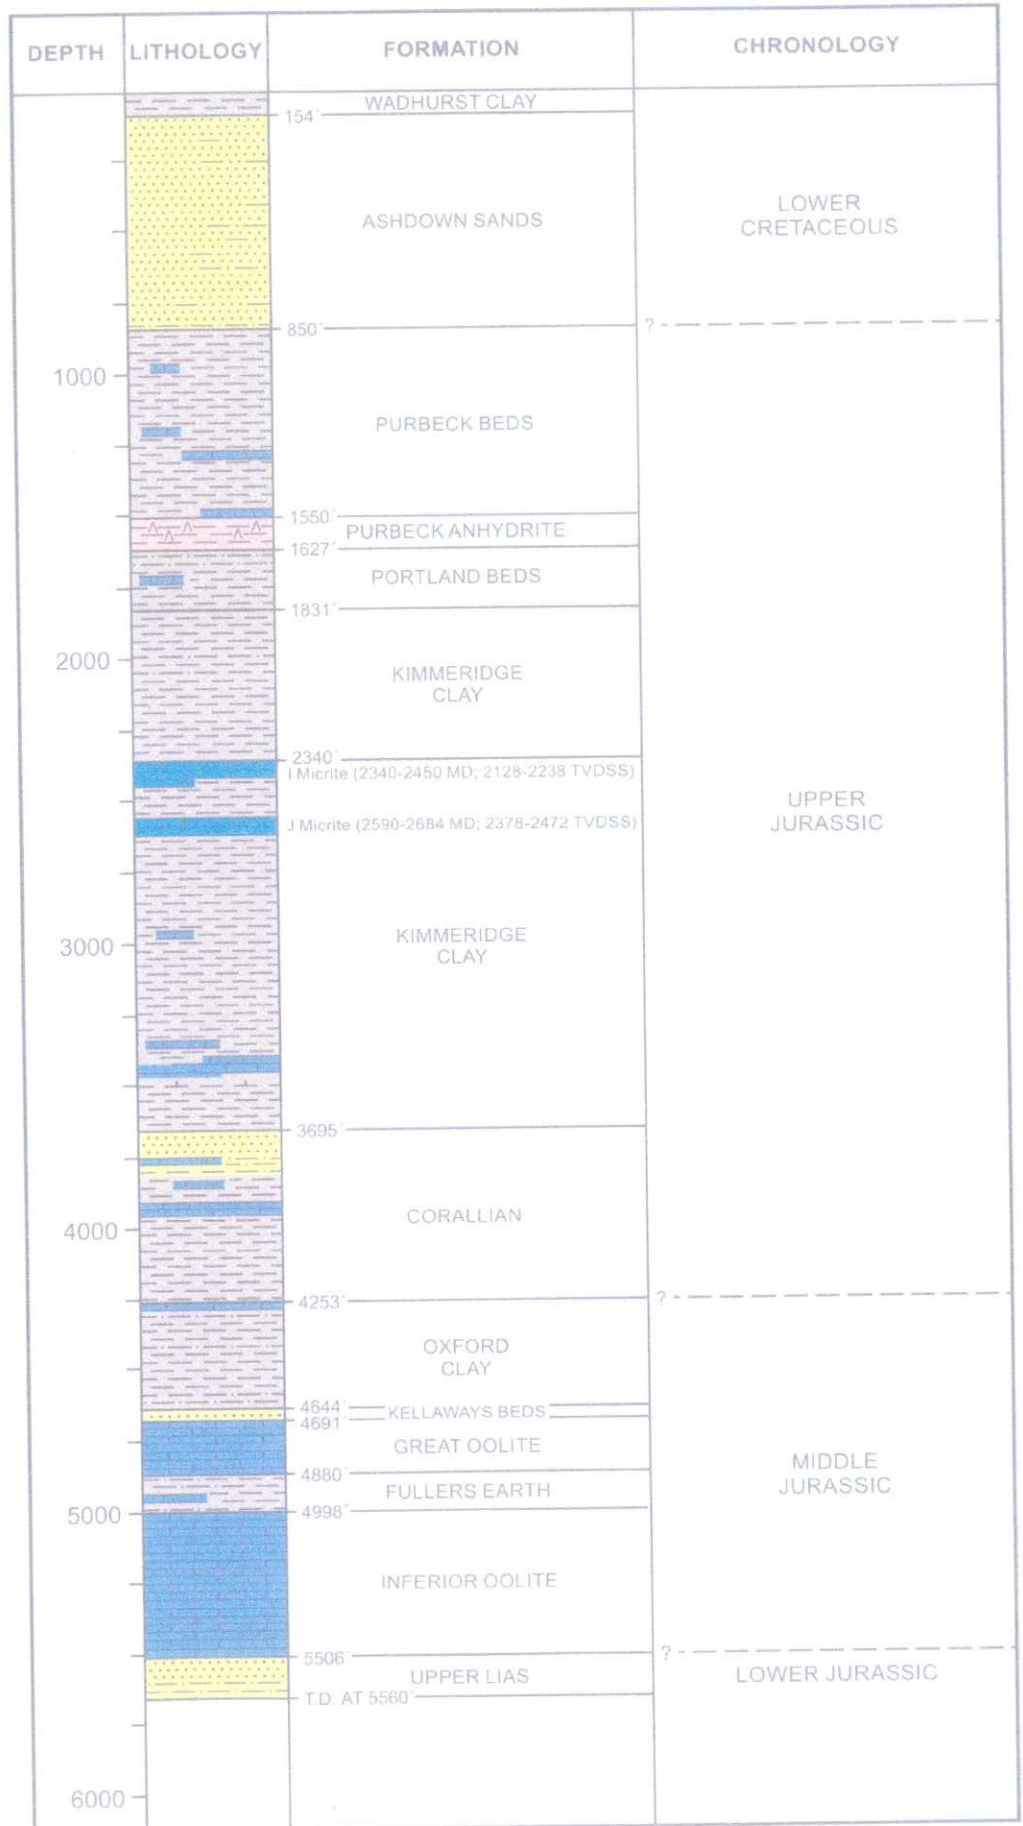 DEPTH LITHOLOGY FORMATION CHRONOLOGY
WADHURST CLAY
154'
ASHDOWN SANDS
LOWER
CRETACEOUS
850'
?
1000
PURBECK BEDS
1550'
PURBECK ANHYDRITE
1627'
PORTLAND BEDS
1831'
2000
KIMMERIDGE
CLAY
2340'
I Micrite (2340-2450 MD; 2128-2238 TVDSS)
J Micrite (2590-2684 MD; 2378-2472 TVDSS)
UPPER
JURASSIC
3000
KIMMERIDGE
CLAY
3695'
4000
CORALLIAN
4253'
?
OXFORD
CLAY
4644'
KELLAWAYS BEDS
4691'
GREAT OOLITE
4880'
MIDDLE
JURASSIC
FULLERS EARTH
4998'
5000
INFERIOR OOLITE
5506
?
UPPER LIAS
LOWER JURASSIC
T.D. AT 5560'
6000